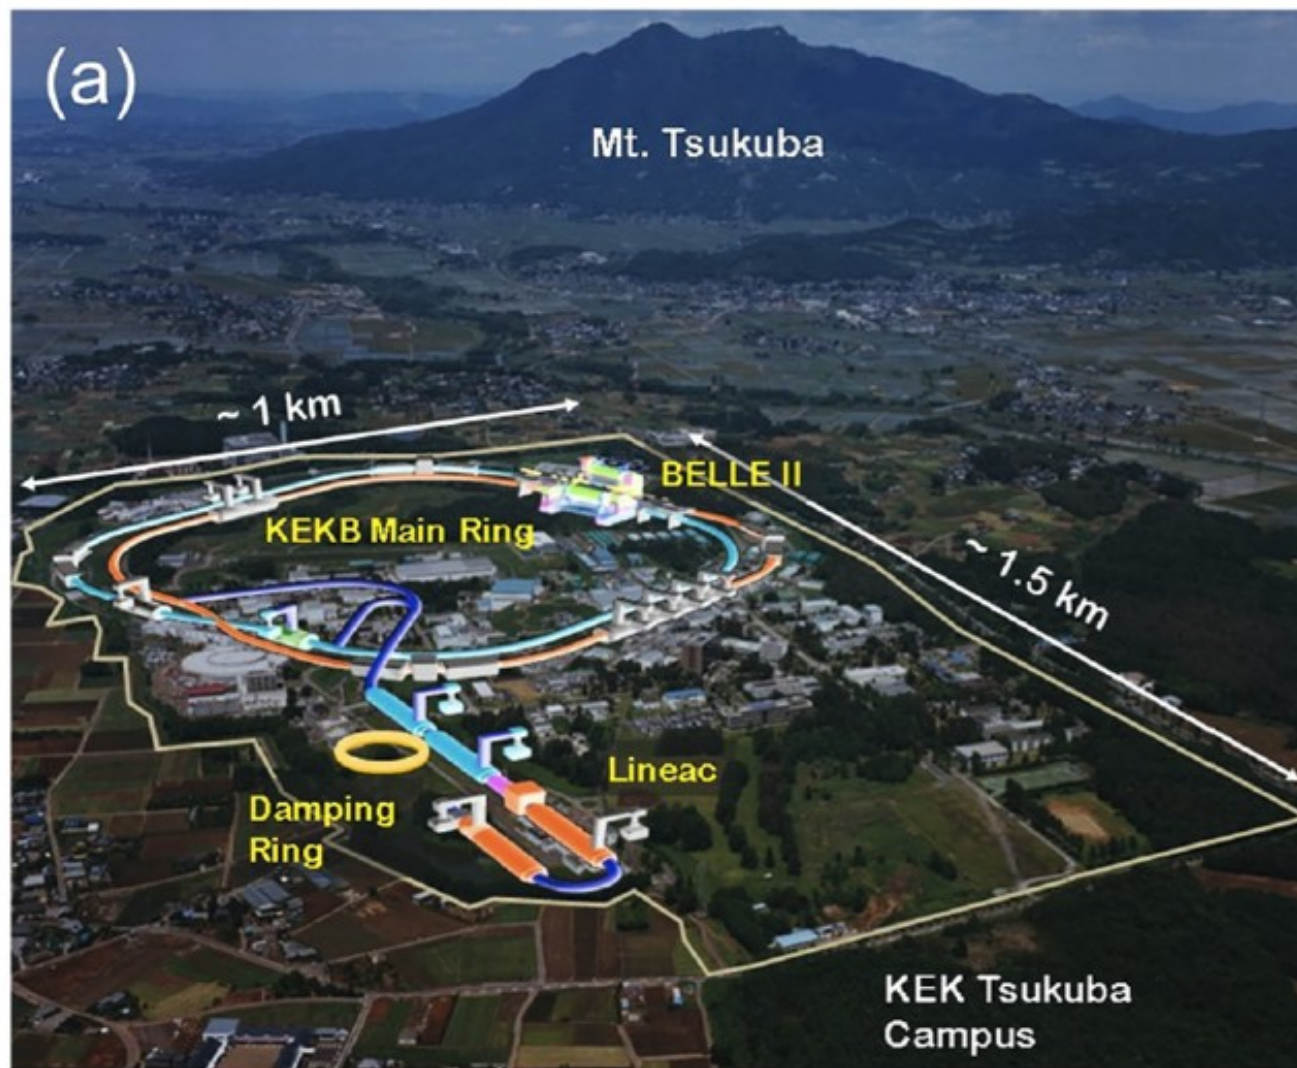 (a)
Mt. Tsukuba
~ 1 km
BELLE II
KEKB Main Ring
~ 1.5 km
Lineac
Damping
Ring
KEK Tsukuba
Campus